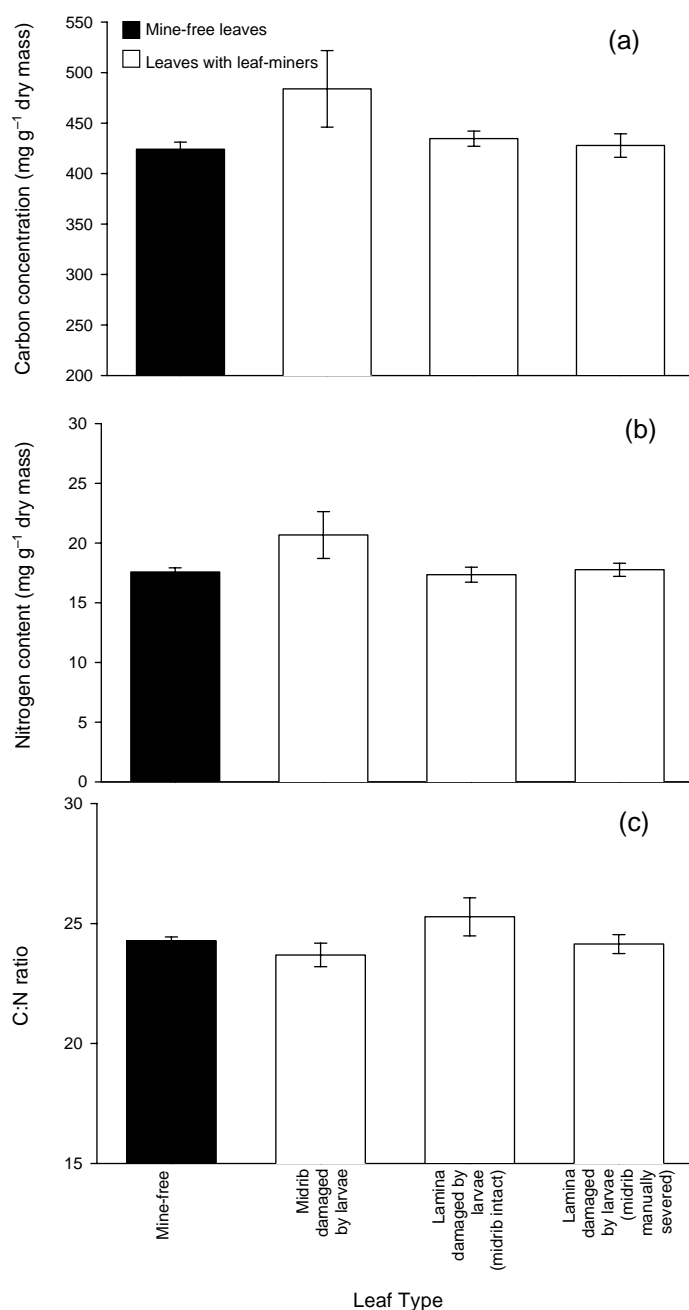 550
500
450
400
350
300
250
200
Carbon concentration (mg g⁻¹ dry mass)
Mine-free leaves
Leaves with leaf-miners
(a)
30
25
20
15
10
5
0
Nitrogen content (mg g⁻¹ dry mass)
(b)
30
25
20
15
C:N ratio
(c)
Mine-free
Midrib
damaged
by larvae
Lamina
damaged by
larvae
(midrib intact)
Lamina
damaged
by larvae
(midrib
manually
severed)
Leaf Type